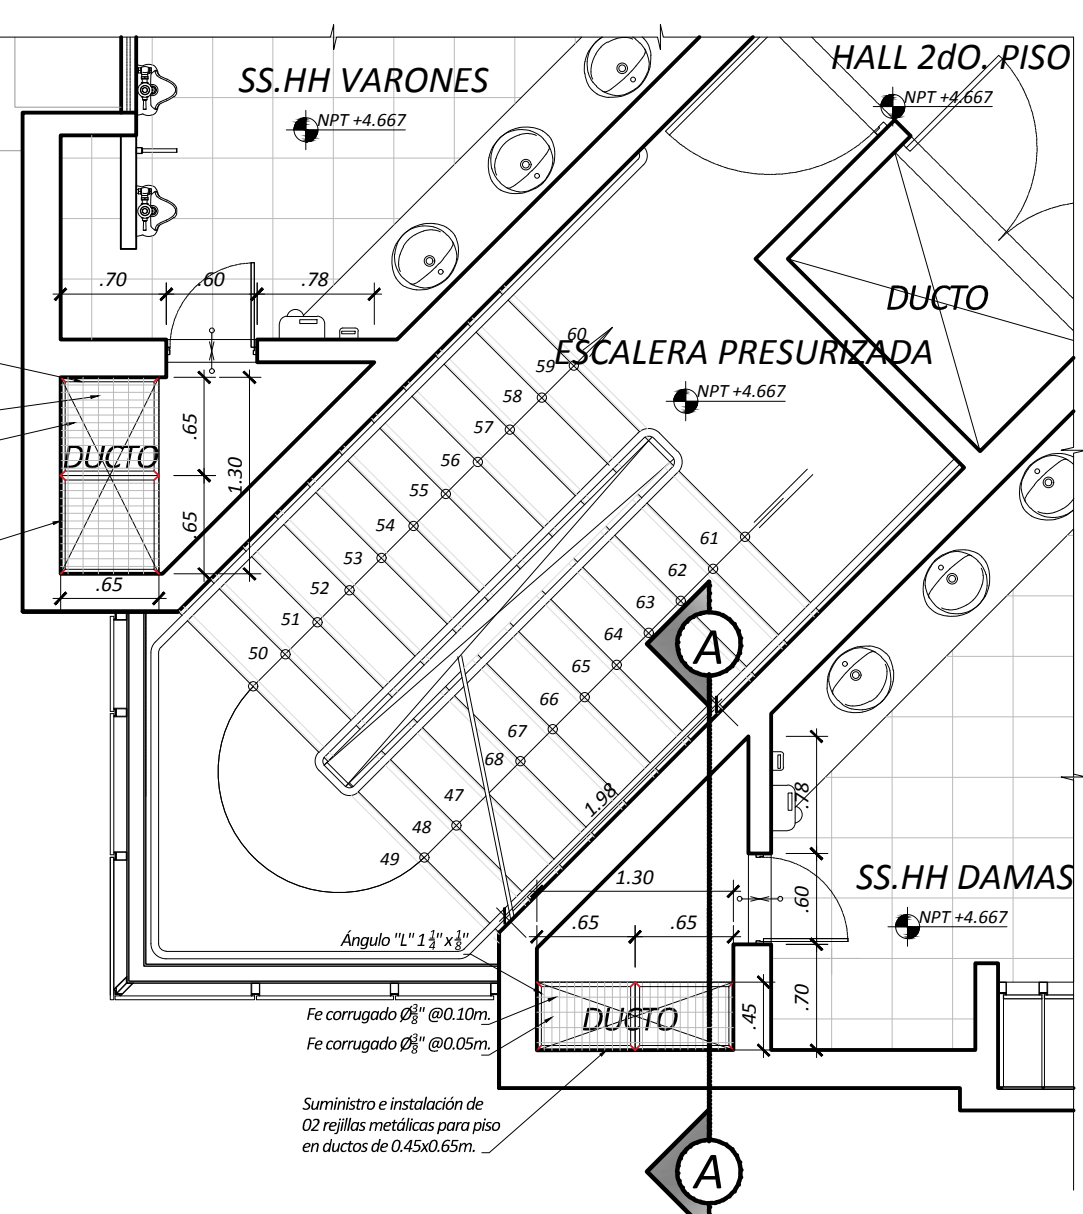 HALL 2dO. PISO
NPT +4.667
SS.HH VARONES
NPT +4.667
.70
.60
.78
DUCTO
60
ESCALERA PRESURIZADA
NPT +4.667
59
58
57
56
55
54
53
52
51
50
DUCTO
.65
1.30
.65
.65
61
62
63
64
65
66
67
68
47
48
49
A
1.98
.78
SS.HH DAMAS
NPT +4.667
1.30
.60
.65
.65
Ángulo "L" 1 1/4" x 1/8"
.70
.45
DUCTO
Fe corrugado Ø3/8" @0.10m.
Fe corrugado Ø3/8" @0.05m.
Suministro e instalación de
02 rejillas metálicas para piso
en ductos de 0.45x0.65m.
A